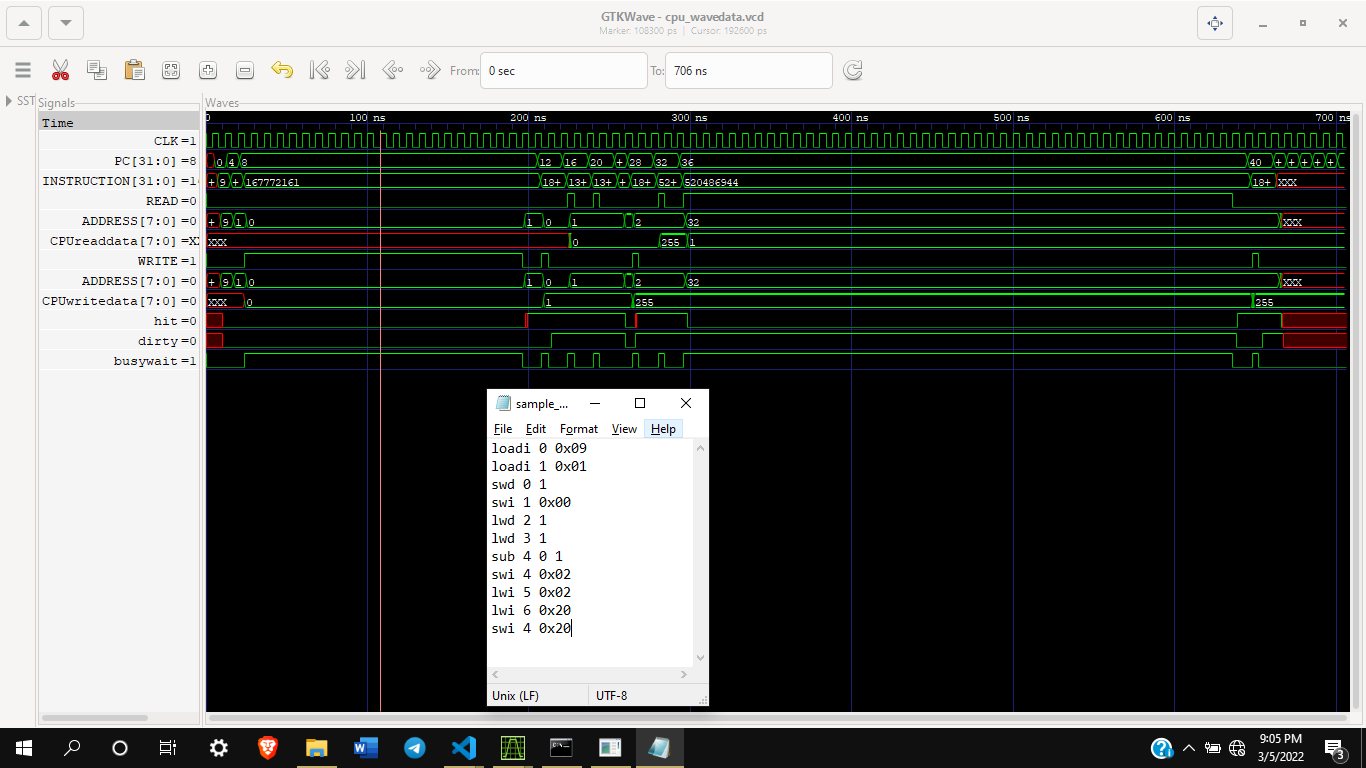 GTKWave - cpu_wavedata.vcd
Marker: 108300 ps | Cursor: 192600 ps
From: 0 sec To: 706 ns
SST
Signals
Waves
Time
0 100 ns 200 ns 300 ns 400 ns 500 ns 600 ns 700 ns
CLK =1
PC[31:0] =8 0 4 8 12 16 20 + 28 32 36 40 + + + + +
INSTRUCTION[31:0] =1 + 9 + 167772161 18+ 13+ 13+ + 18+ 52+ 520486944 18+ XXX
READ =0
ADDRESS[7:0] =0 + 9 1 0 1 0 1 2 32 XXX
CPUreaddata[7:0] =XX XXX 0 255 1
WRITE =1
ADDRESS[7:0] =0 + 9 1 0 1 0 1 2 32 XXX
CPUwritedata[7:0] =0 XXX 0 1 255 255
hit =0
dirty =0
busywait =1
sample_...
File Edit Format View Help
loadi 0 0x09
loadi 1 0x01
swd 0 1
swi 1 0x00
lwd 2 1
lwd 3 1
sub 4 0 1
swi 4 0x02
lwi 5 0x02
lwi 6 0x20
swi 4 0x20
Unix (LF) UTF-8
9:05 PM
3/5/2022
3